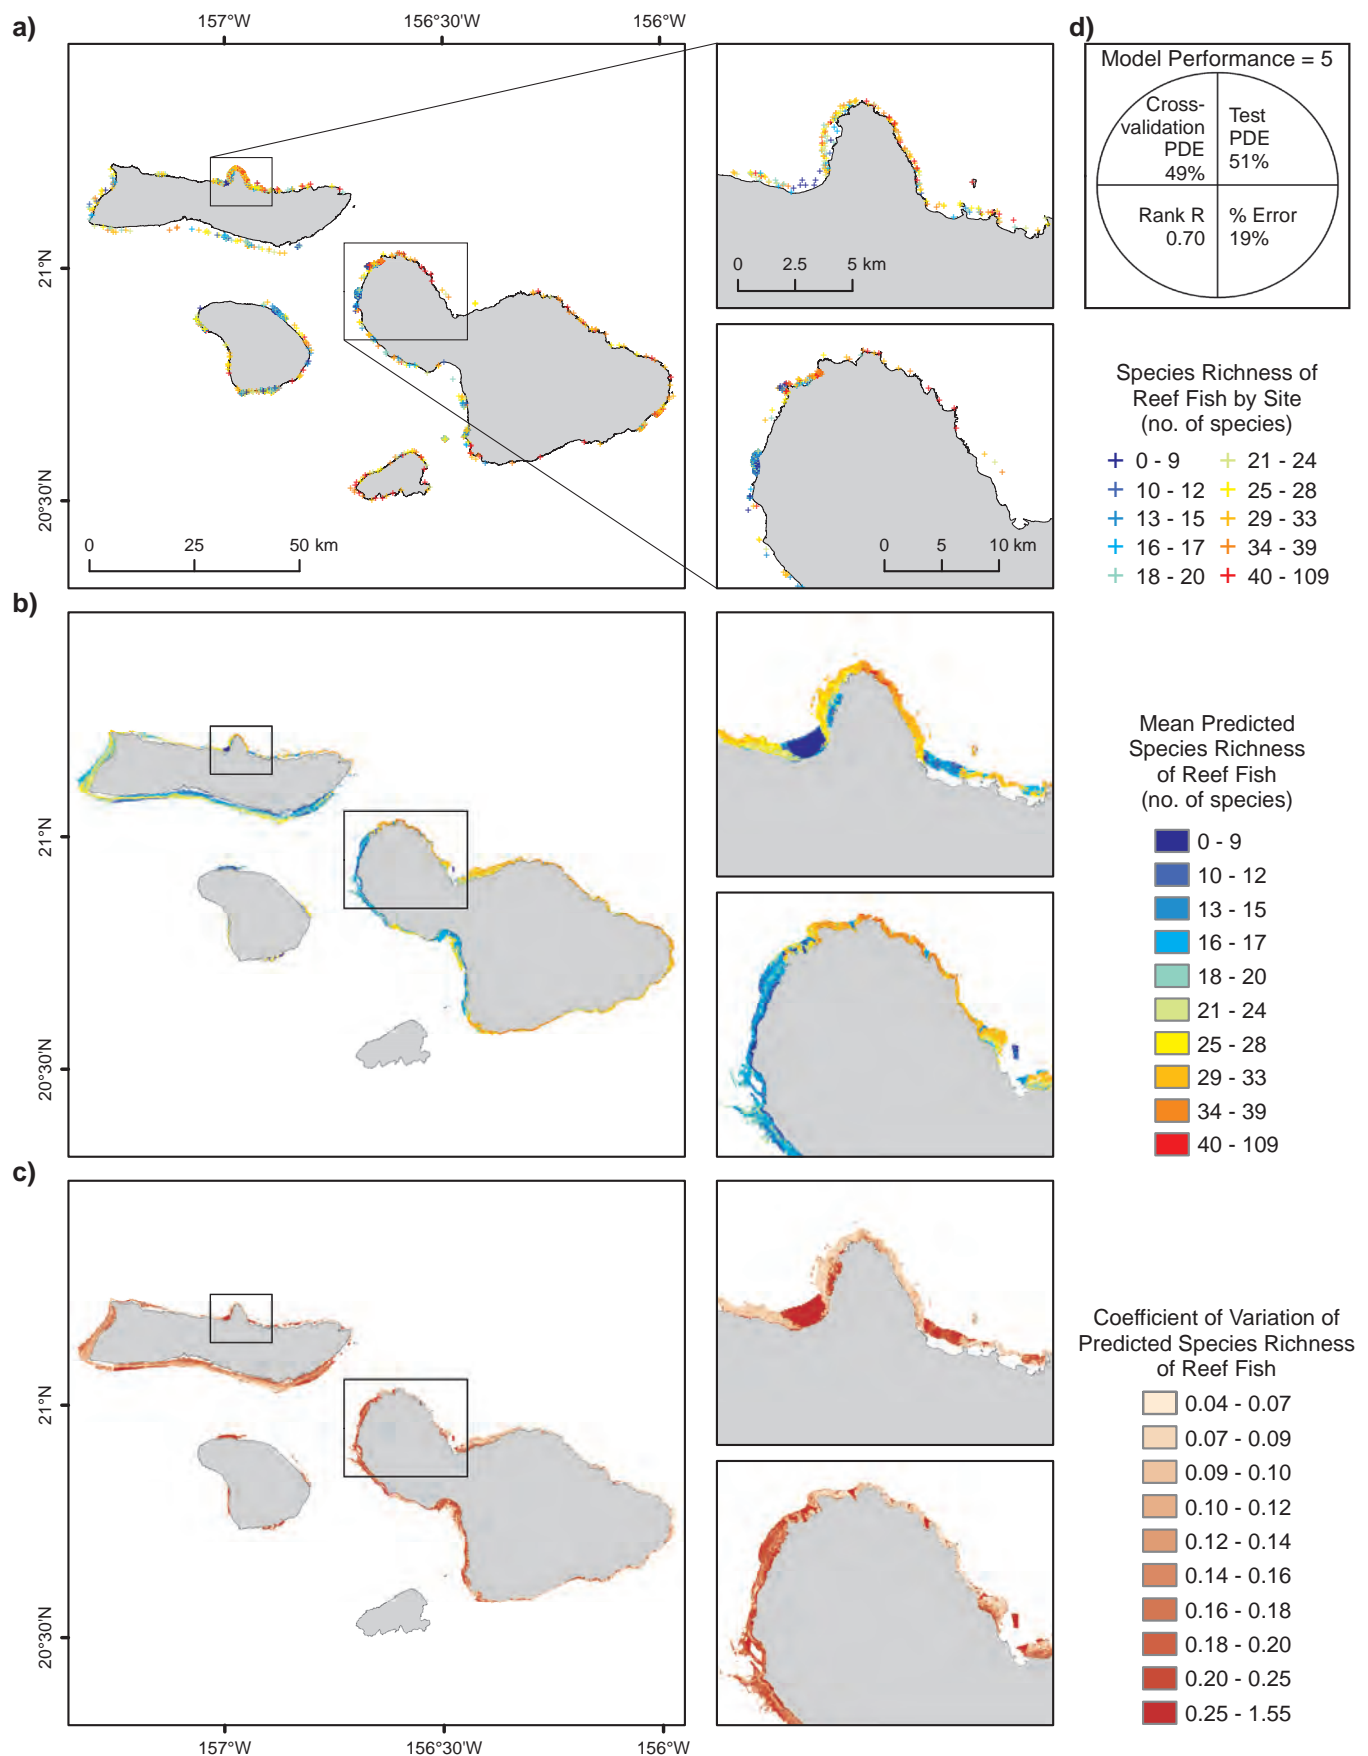 a)
157°W
156°30'W
156°W
21°N
20°30'N
0
25
50 km
0
2.5
5 km
0
5
10 km
d)
Model Performance = 5
Cross-
validation
PDE
49%
Test
PDE
51%
Rank R
0.70
% Error
19%
Species Richness of
Reef Fish by Site
(no. of species)
0 - 9
10 - 12
13 - 15
16 - 17
18 - 20
21 - 24
25 - 28
29 - 33
34 - 39
40 - 109
b)
21°N
20°30'N
Mean Predicted
Species Richness
of Reef Fish
(no. of species)
0 - 9
10 - 12
13 - 15
16 - 17
18 - 20
21 - 24
25 - 28
29 - 33
34 - 39
40 - 109
c)
21°N
20°30'N
157°W
156°30'W
156°W
Coefficient of Variation of
Predicted Species Richness
of Reef Fish
0.04 - 0.07
0.07 - 0.09
0.09 - 0.10
0.10 - 0.12
0.12 - 0.14
0.14 - 0.16
0.16 - 0.18
0.18 - 0.20
0.20 - 0.25
0.25 - 1.55